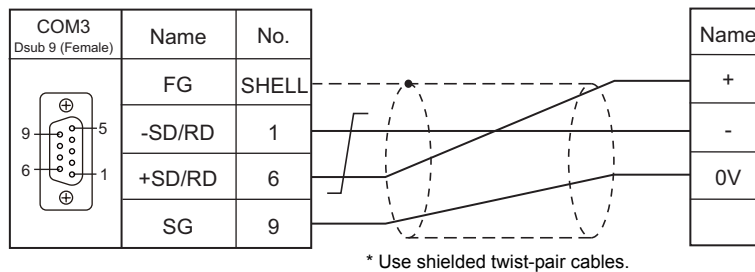 COM3
Dsub 9 (Female)
Name No.
FG SHELL
-SD/RD 1
+SD/RD 6
SG 9
9 5
6 1
Name
+
-
0V
* Use shielded twist-pair cables.